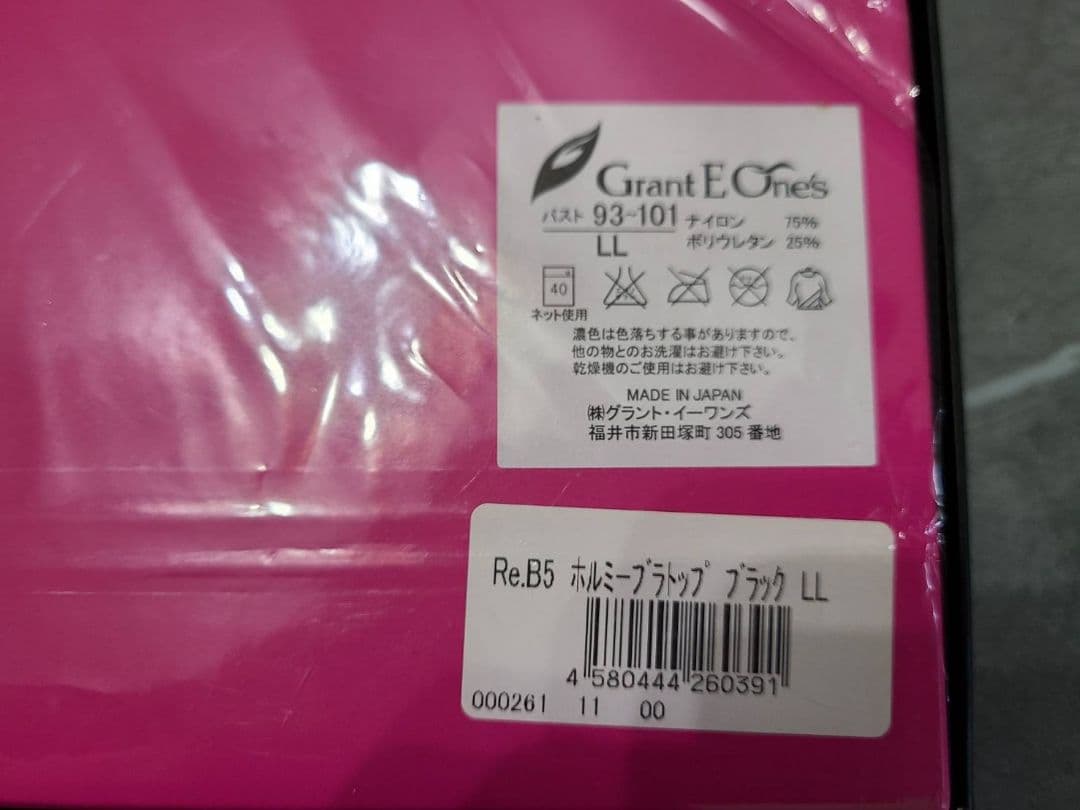 Grant E One's
バスト 93~101 ナイロン 75%
LL ポリウレタン 25%
40
ネット使用
濃色は色落ちする事がありますので、
他の物とのお洗濯はお避け下さい。
乾燥機のご使用はお避け下さい。
MADE IN JAPAN
㈱グラント・イーワンズ
福井市新田塚町 305 番地
Re.B5 ホルミーブラトップ ブラック LL
4 580444 260391
000261 11 00